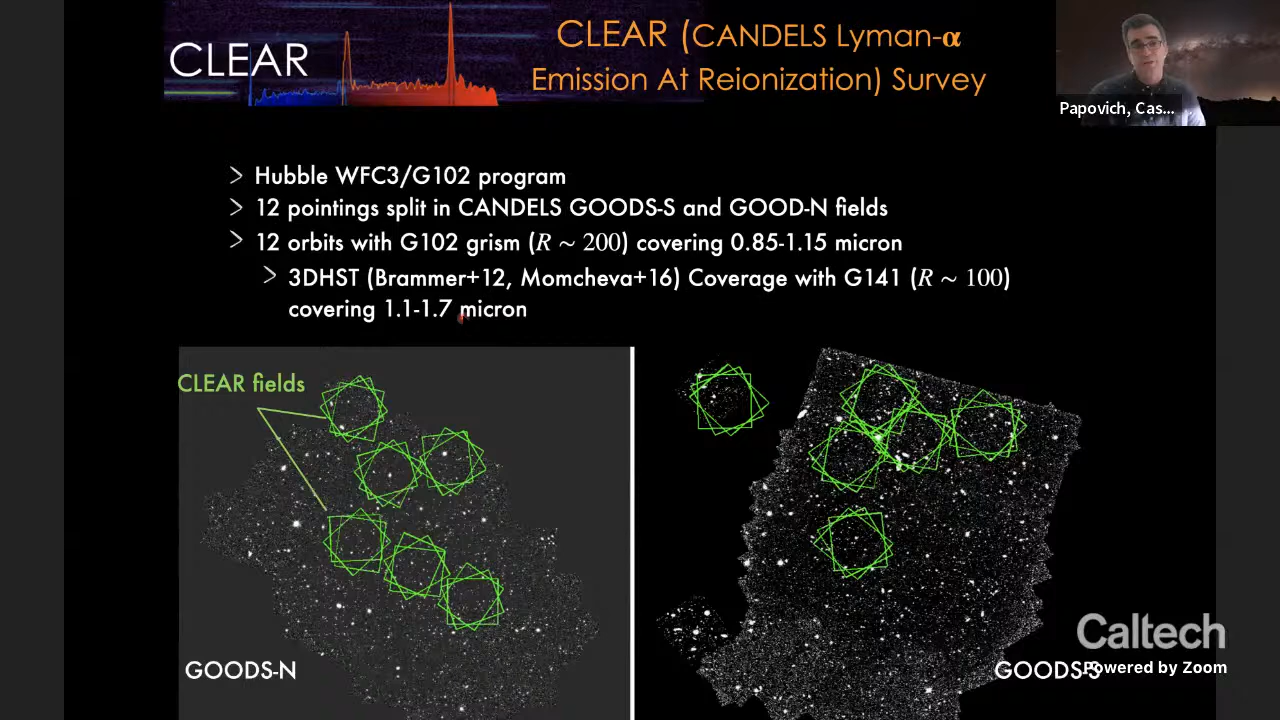 CLEAR
CLEAR (CANDELS Lyman-α
Emission At Reionization) Survey
Papovich, Cas...
> Hubble WFC3/G102 program
> 12 pointings split in CANDELS GOODS-S and GOOD-N fields
> 12 orbits with G102 grism (R ~ 200) covering 0.85-1.15 micron
> 3DHST (Brammer+12, Momcheva+16) Coverage with G141 (R ~ 100)
covering 1.1-1.7 micron
CLEAR fields
GOODS-N
GOODS-S
Caltech
Powered by Zoom